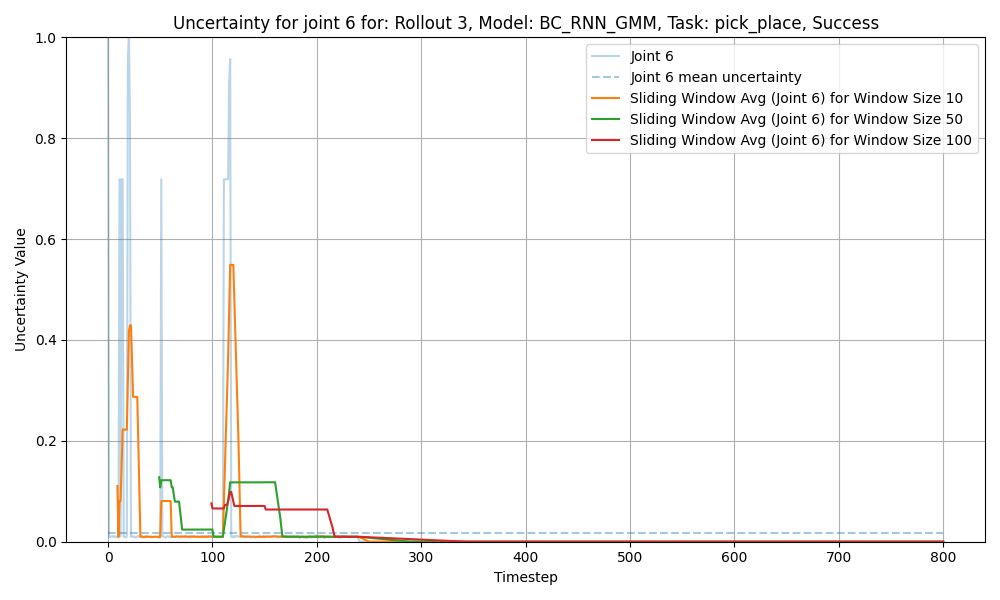 Uncertainty for joint 6 for: Rollout 3, Model: BC_RNN_GMM, Task: pick_place, Success
Uncertainty Value
1.0
0.8
0.6
0.4
0.2
0.0
Joint 6
Joint 6 mean uncertainty
Sliding Window Avg (Joint 6) for Window Size 10
Sliding Window Avg (Joint 6) for Window Size 50
Sliding Window Avg (Joint 6) for Window Size 100
0 100 200 300 400 500 600 700 800
Timestep